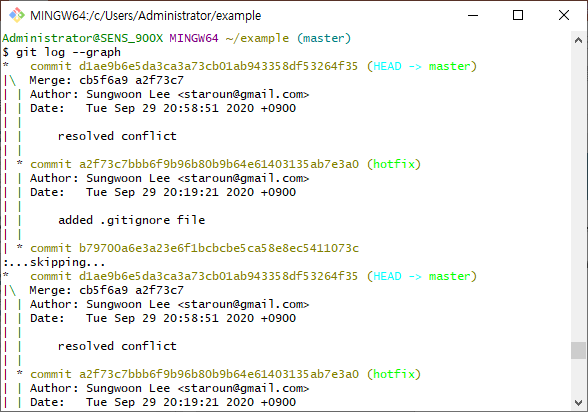 MINGW64:/c/Users/Administrator/example
Administrator@SENS_900X MINGW64 ~/example (master)
$ git log --graph
*   commit d1ae9b6e5da3ca3a73cb01ab943358df53264f35 (HEAD -> master)
|\  Merge: cb5f6a9 a2f73c7
| | Author: Sungwoon Lee <staroun@gmail.com>
| | Date:   Tue Sep 29 20:58:51 2020 +0900
| |
| |     resolved conflict
| |
| * commit a2f73c7bbb6f9b96b80b9b64e61403135ab7e3a0 (hotfix)
| | Author: Sungwoon Lee <staroun@gmail.com>
| | Date:   Tue Sep 29 20:19:21 2020 +0900
| |
| |     added .gitignore file
| |
| * commit b79700a6e3a23e6f1bcbcbe5ca58e8ec5411073c
:...skipping...
*   commit d1ae9b6e5da3ca3a73cb01ab943358df53264f35 (HEAD -> master)
|\  Merge: cb5f6a9 a2f73c7
| | Author: Sungwoon Lee <staroun@gmail.com>
| | Date:   Tue Sep 29 20:58:51 2020 +0900
| |
| |     resolved conflict
| |
| * commit a2f73c7bbb6f9b96b80b9b64e61403135ab7e3a0 (hotfix)
| | Author: Sungwoon Lee <staroun@gmail.com>
| | Date:   Tue Sep 29 20:19:21 2020 +0900